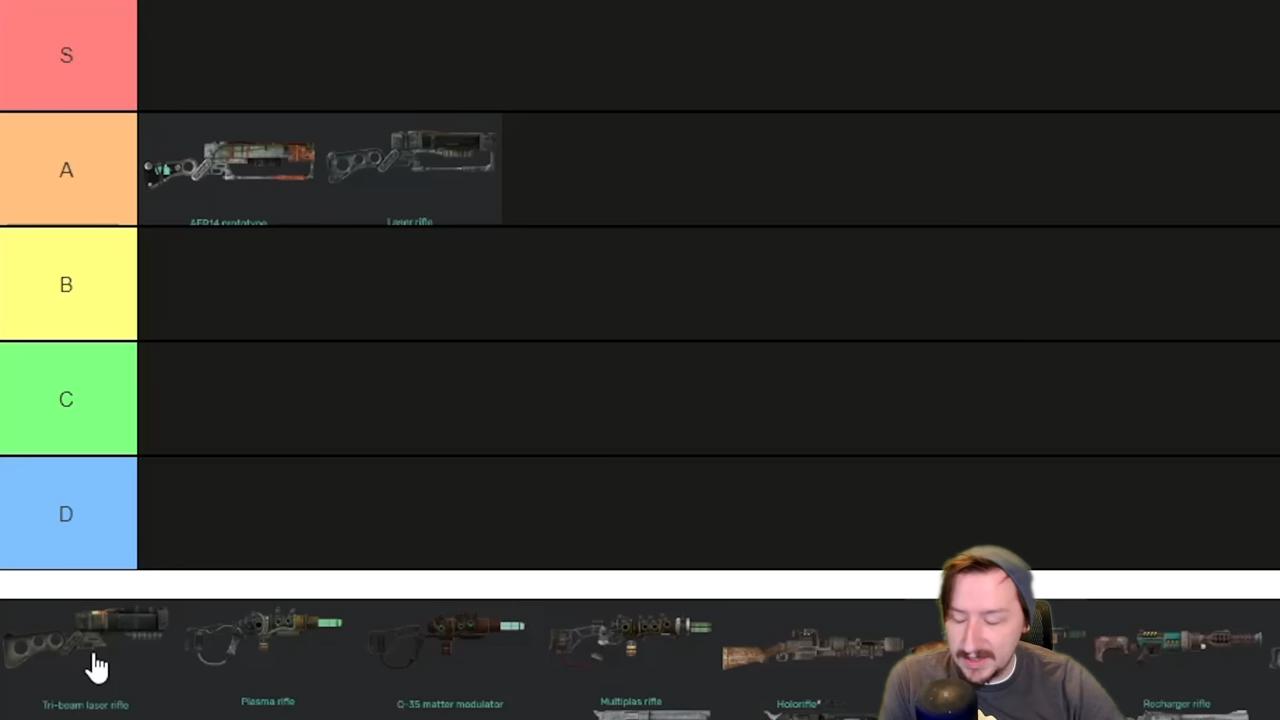 S
A
AER14 prototype
Laser rifle
B
C
D
Tri-beam laser rifle
Plasma rifle
Q-35 matter modulator
Multiplas rifle
Holorifle*
Recharger rifle